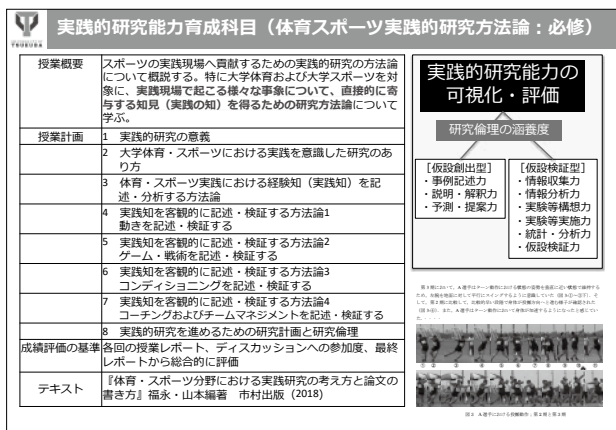 TSUKUBA
実践的研究能力育成科目（体育スポーツ実践的研究方法論：必修）
授業概要
スポーツの実践現場へ貢献するための実践的研究の方法論
について概説する。特に大学体育および大学スポーツを対
象に、実践現場で起こる様々な事象について、直接的に寄
与する知見（実践の知）を得るための研究方法論について
学ぶ。
授業計画
1 実践的研究の意義
2 大学体育・スポーツにおける実践を意識した研究のあ
り方
3 体育・スポーツ実践における経験知（実践知）を記
述・分析する方法論
4 実践知を客観的に記述・検証する方法論1
動きを記述・検証する
5 実践知を客観的に記述・検証する方法論2
ゲーム・戦術を記述・検証する
6 実践知を客観的に記述・検証する方法論3
コンディショニングを記述・検証する
7 実践知を客観的に記述・検証する方法論4
コーチングおよびチームマネジメントを記述・検証する
8 実践的研究を進めるための研究計画と研究倫理
成績評価の基準
各回の授業レポート、ディスカッションへの参加度、最終
レポートから総合的に評価
テキスト
『体育・スポーツ分野における実践研究の考え方と論文の
書き方』福永・山本編著 市村出版（2018)
実践的研究能力の
可視化・評価
研究倫理の涵養度
［仮設創出型］
・事例記述力
・説明・解釈力
・予測・提案力
［仮設検証型］
・情報収集力
・情報分析力
・実験等構想力
・実験等実施力
・統計・分析力
・仮設検証力